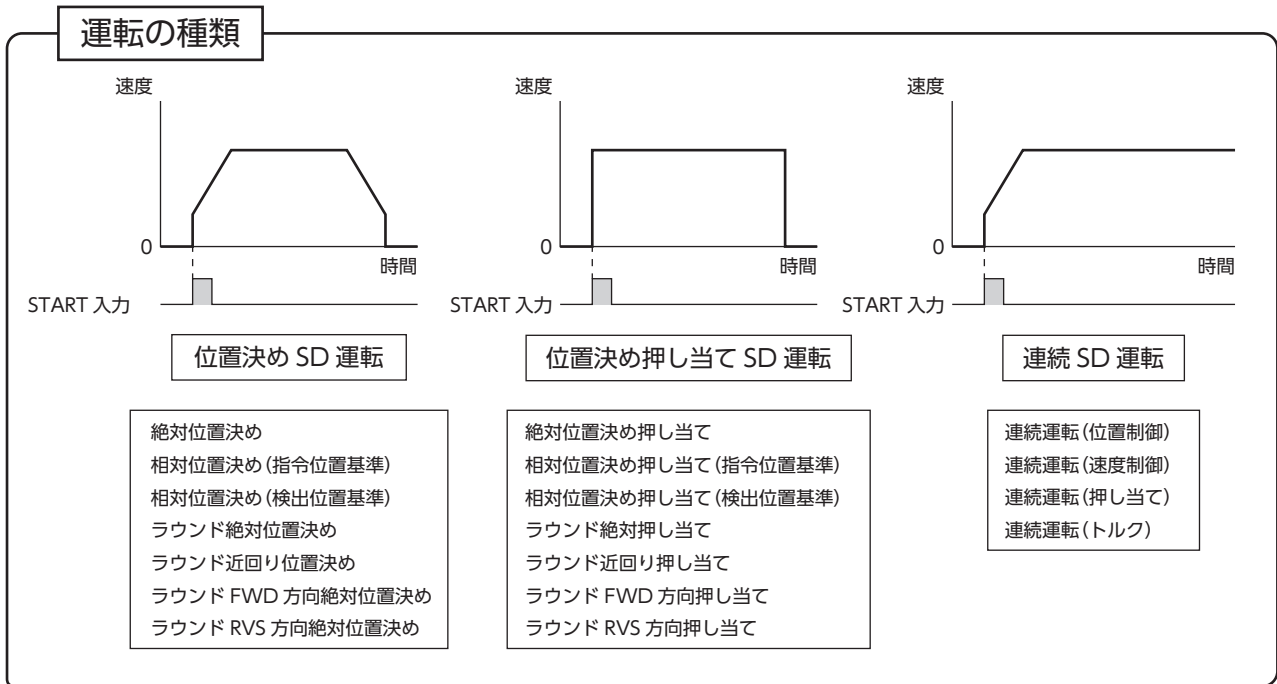 運転の種類
速度
0
時間
START 入力
位置決め SD 運転
絶対位置決め
相対位置決め(指令位置基準)
相対位置決め(検出位置基準)
ラウンド絶対位置決め
ラウンド近回り位置決め
ラウンド FWD 方向絶対位置決め
ラウンド RVS 方向絶対位置決め
速度
0
時間
START 入力
位置決め押し当て SD 運転
絶対位置決め押し当て
相対位置決め押し当て(指令位置基準)
相対位置決め押し当て(検出位置基準)
ラウンド絶対押し当て
ラウンド近回り押し当て
ラウンド FWD 方向押し当て
ラウンド RVS 方向押し当て
速度
0
時間
START 入力
連続 SD 運転
連続運転(位置制御)
連続運転(速度制御)
連続運転(押し当て)
連続運転(トルク)